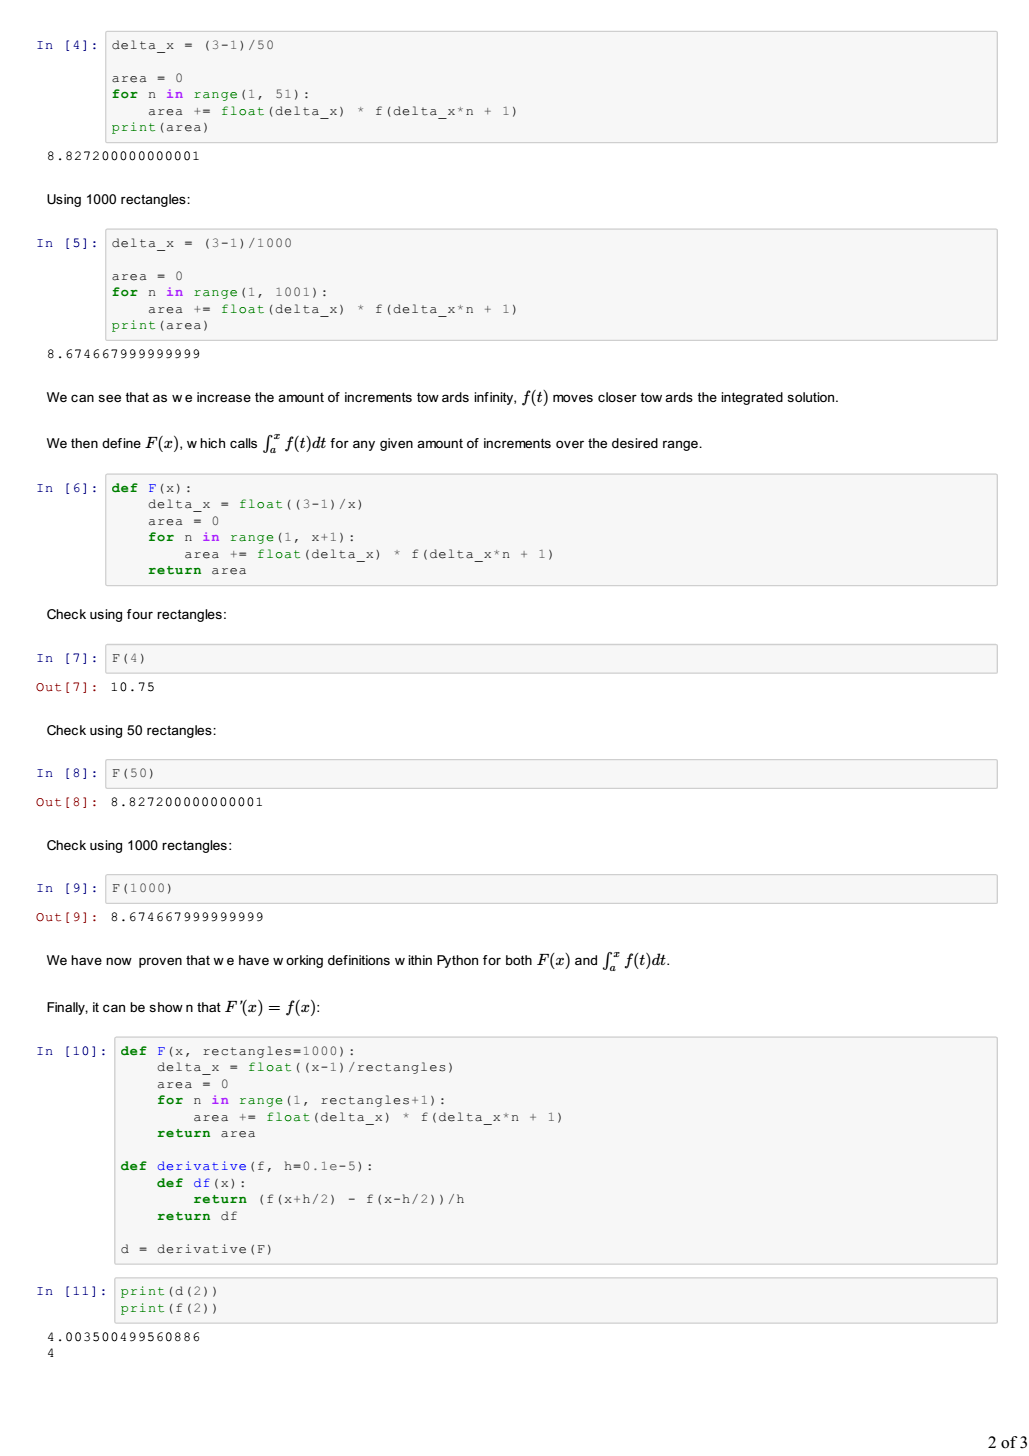 In [4]: delta_x = (3-1)/50
area = 0
for n in range(1, 51):
    area += float(delta_x) * f(delta_x*n + 1)
print(area)
8.827200000000001
Using 1000 rectangles:
In [5]: delta_x = (3-1)/1000
area = 0
for n in range(1, 1001):
    area += float(delta_x) * f(delta_x*n + 1)
print(area)
8.674667999999999
We can see that as we increase the amount of increments towards infinity, f(t) moves closer towards the integrated solution.
We then define F(x), which calls ∫ₐˣ f(t)dt for any given amount of increments over the desired range.
In [6]: def F(x):
    delta_x = float((3-1)/x)
    area = 0
    for n in range(1, x+1):
        area += float(delta_x) * f(delta_x*n + 1)
    return area
Check using four rectangles:
In [7]: F(4)
Out[7]: 10.75
Check using 50 rectangles:
In [8]: F(50)
Out[8]: 8.827200000000001
Check using 1000 rectangles:
In [9]: F(1000)
Out[9]: 8.674667999999999
We have now proven that we have working definitions within Python for both F(x) and ∫ₐˣ f(t)dt.
Finally, it can be shown that F′(x) = f(x):
In [10]: def F(x, rectangles=1000):
    delta_x = float((x-1)/rectangles)
    area = 0
    for n in range(1, rectangles+1):
        area += float(delta_x) * f(delta_x*n + 1)
    return area
def derivative(f, h=0.1e-5):
    def df(x):
        return (f(x+h/2) - f(x-h/2))/h
    return df
d = derivative(F)
In [11]: print(d(2))
print(f(2))
4.003500499560886
4
2 of 3